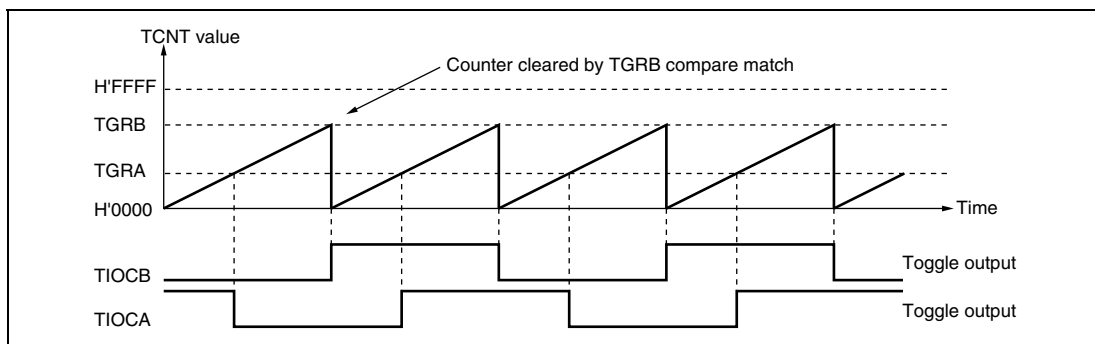 TCNT value
Counter cleared by TGRB compare match
H'FFFF
TGRB
TGRA
H'0000
Time
TIOCB
Toggle output
TIOCA
Toggle output